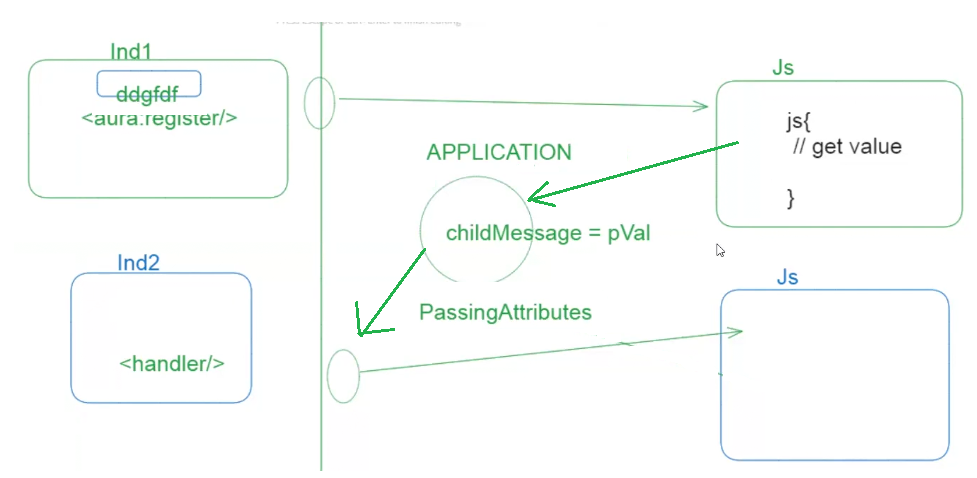 Ind1
ddgfdf
<aura:register/>
Js
js{
// get value
}
APPLICATION
childMessage = pVal
Ind2
<handler/>
PassingAttributes
Js